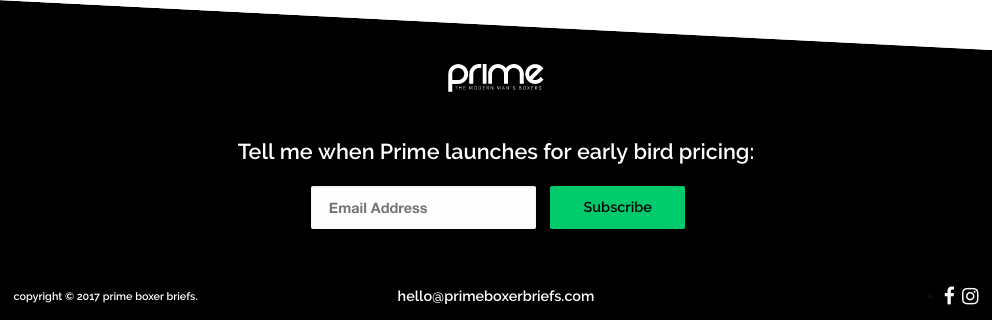 prime
THE MODERN MAN'S BOXERS
Tell me when Prime launches for early bird pricing:
Email Address
Subscribe
copyright © 2017 prime boxer briefs.
hello@primeboxerbriefs.com